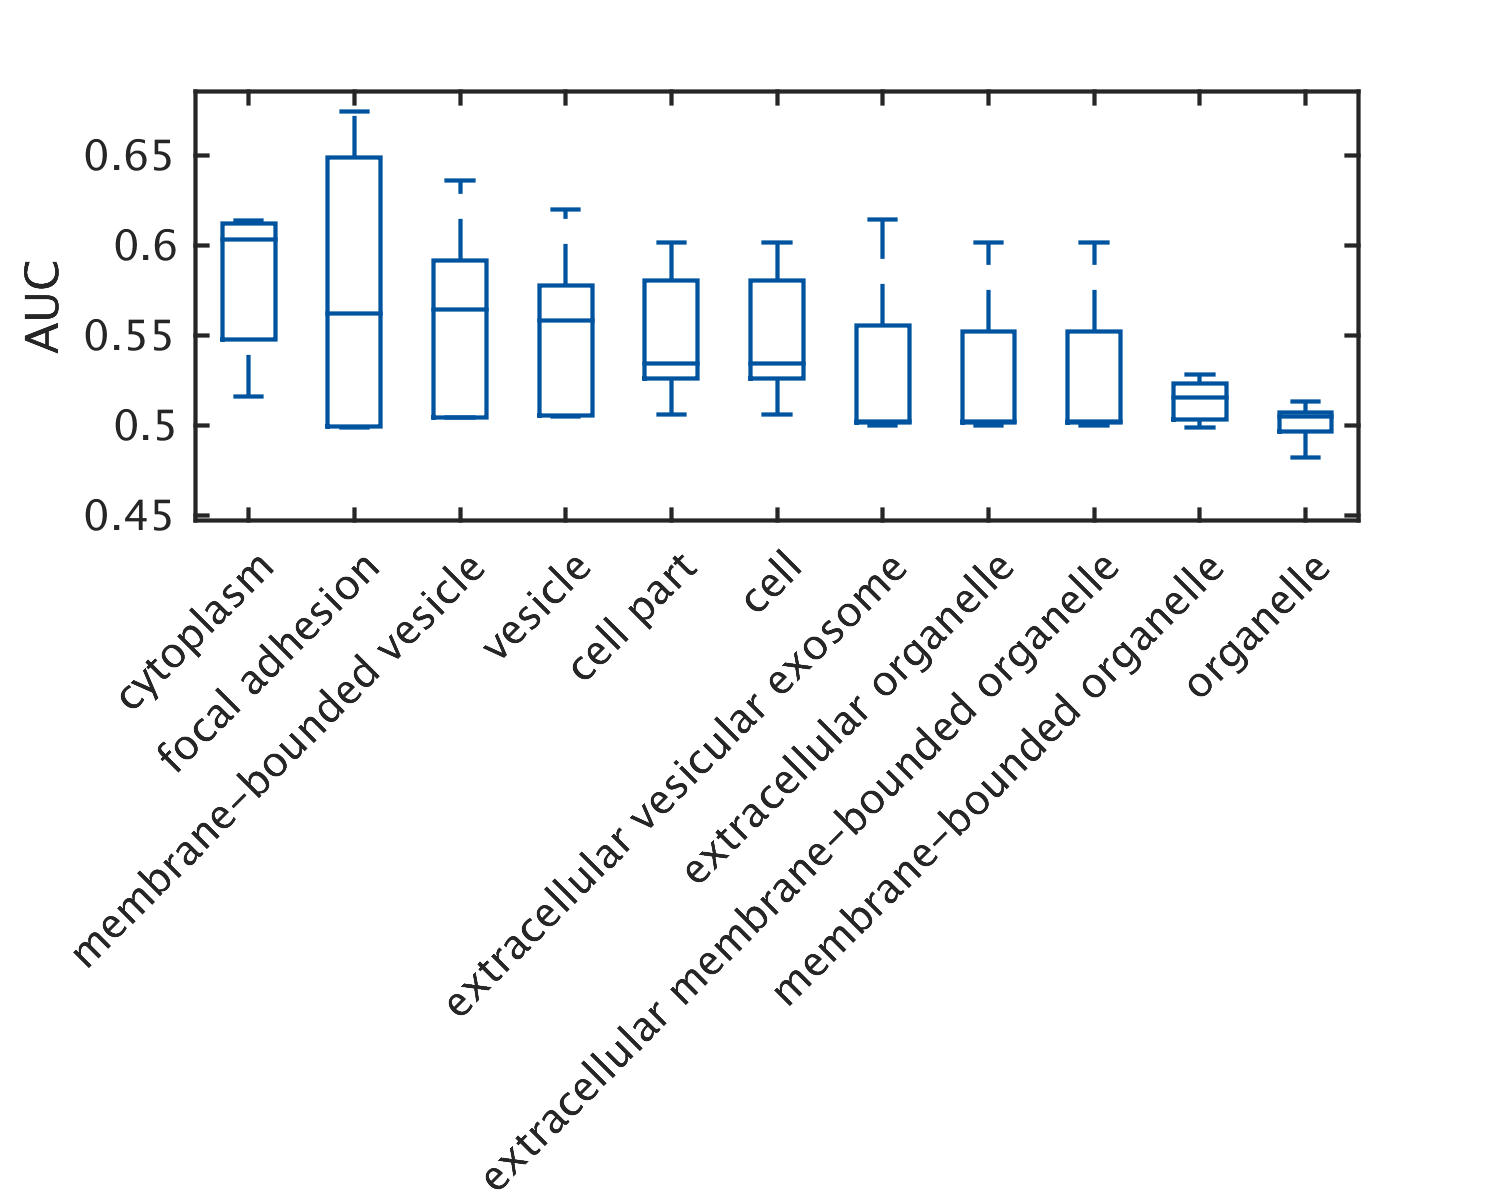 AUC
0.65
0.6
0.55
0.5
0.45
cytoplasm
focal adhesion
membrane-bounded vesicle
vesicle
cell part
cell
extracellular vesicular exosome
extracellular organelle
extracellular membrane-bounded organelle
membrane-bounded organelle
organelle